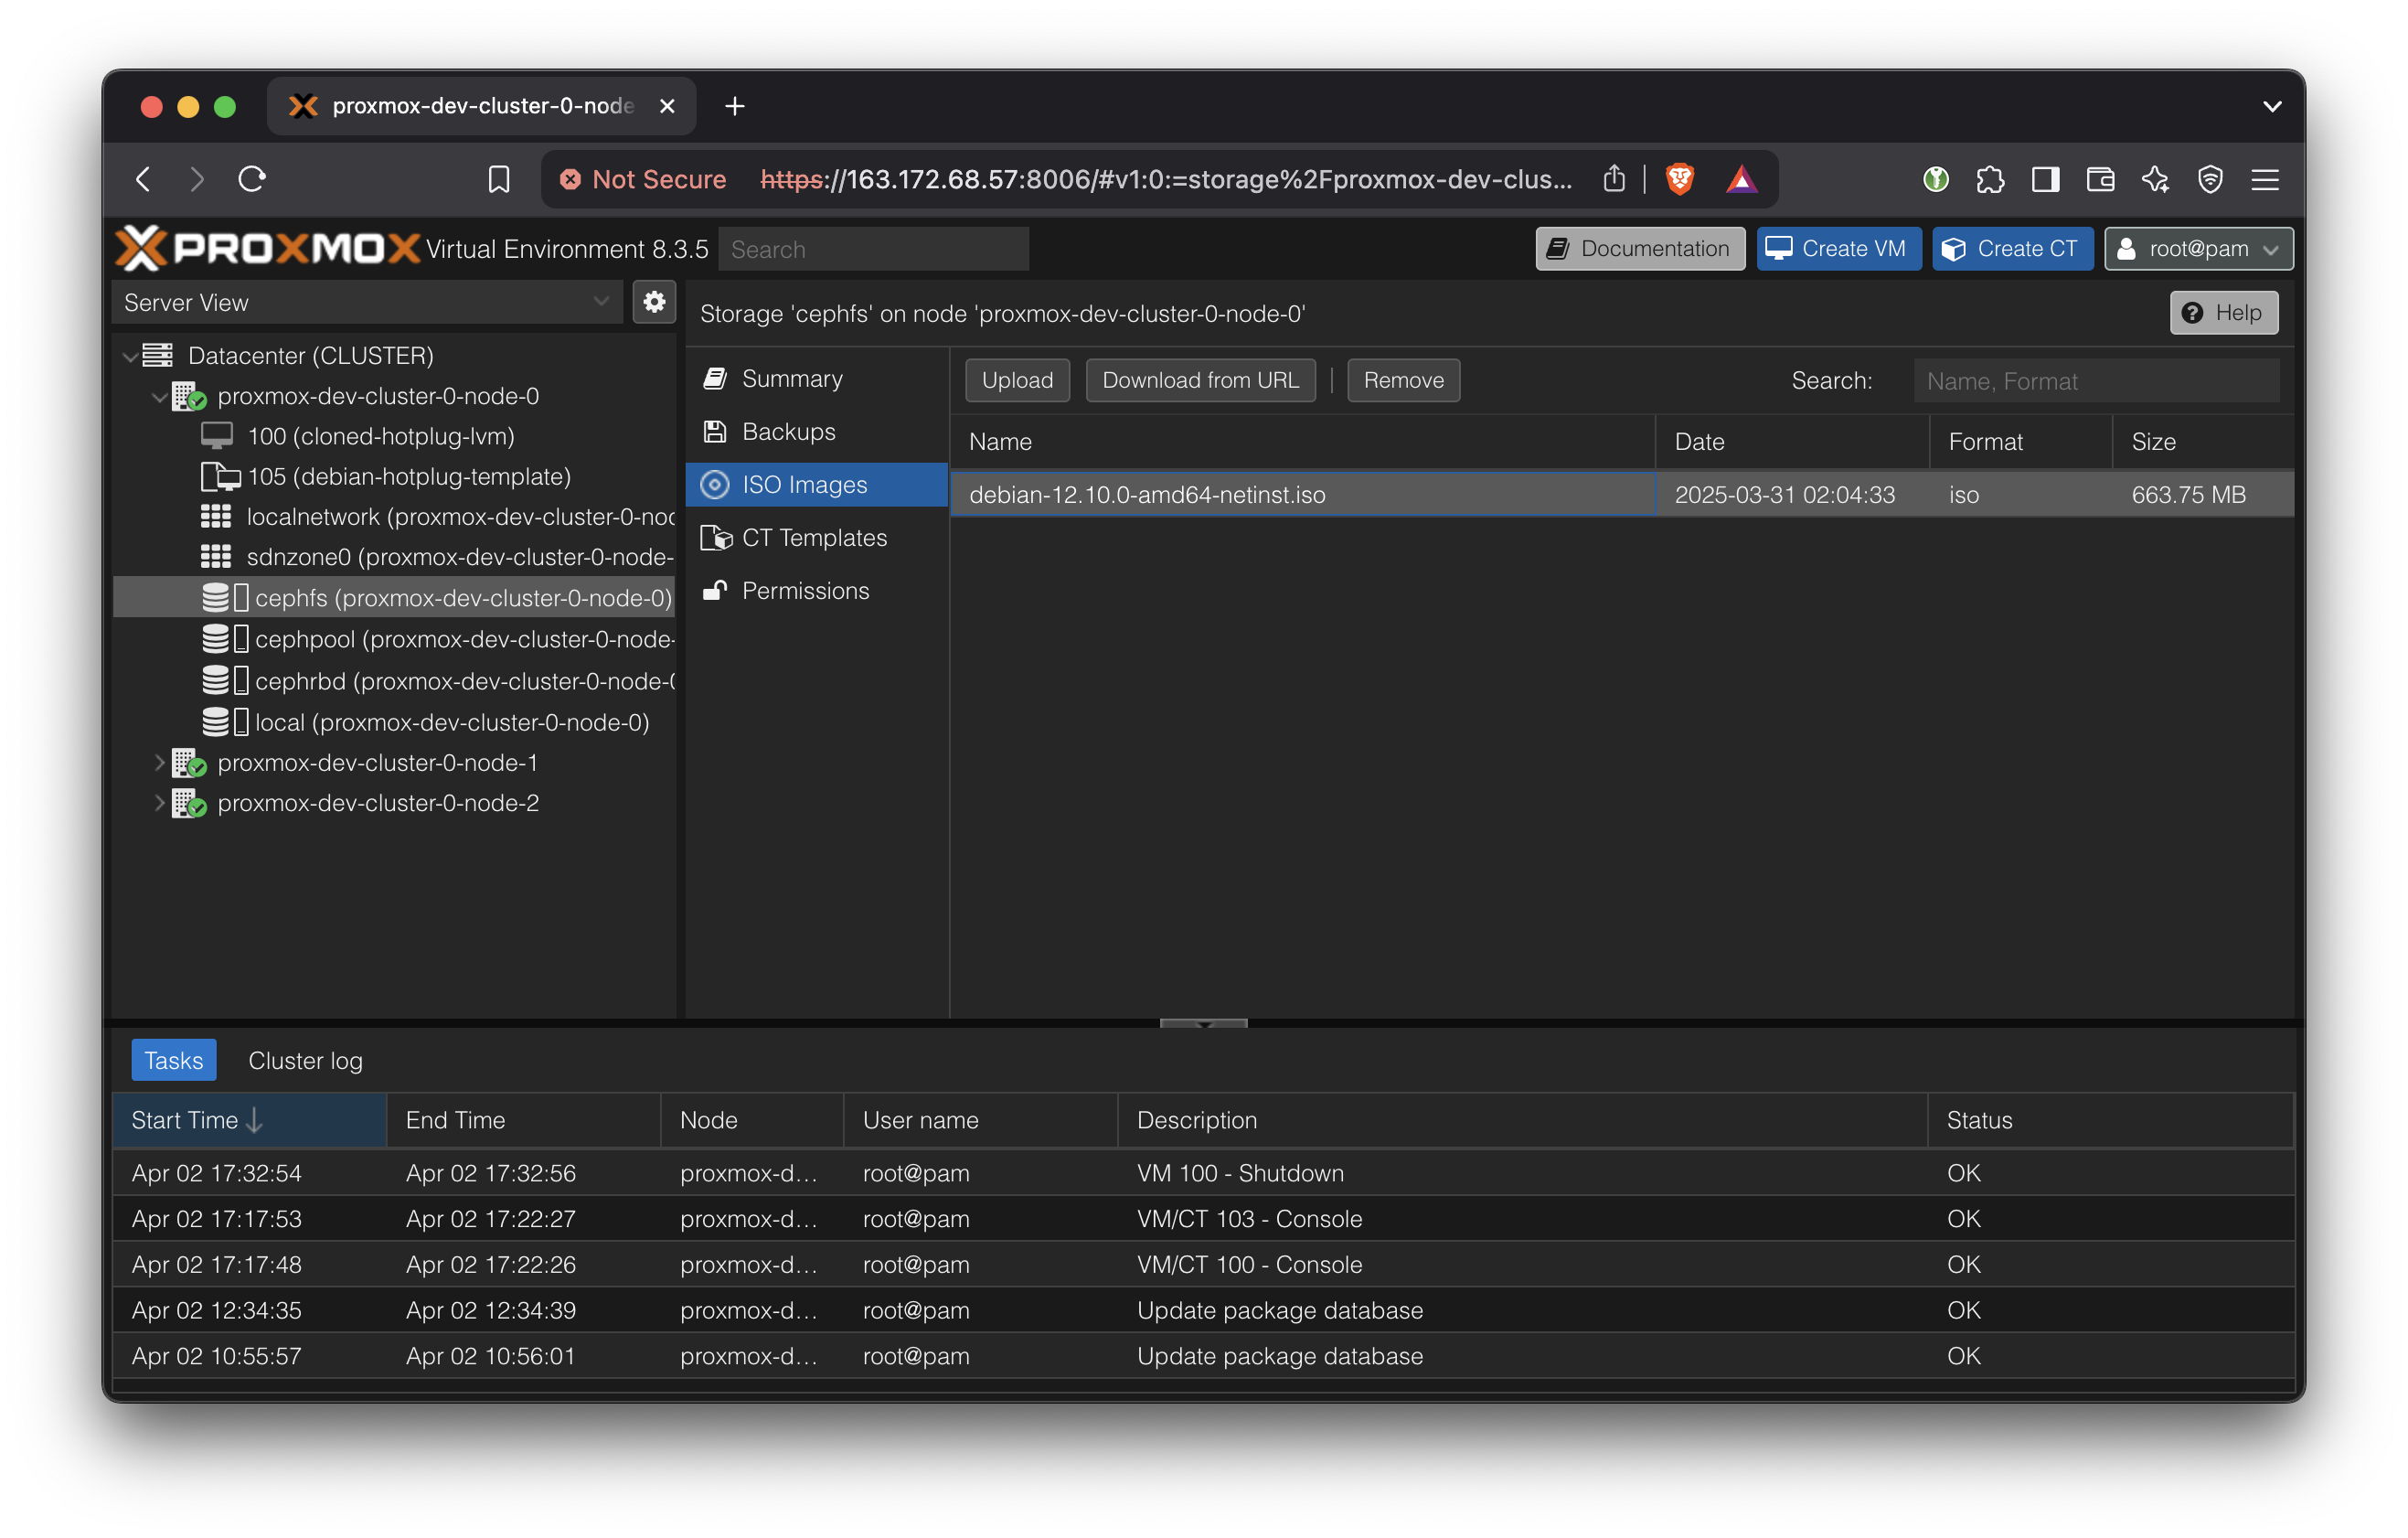 proxmox-dev-cluster-0-node
Not Secure https://163.172.68.57:8006/#v1:0:=storage%2Fproxmox-dev-clus...
PROXMOX Virtual Environment 8.3.5 Search Documentation Create VM Create CT root@pam
Server View
Storage 'cephfs' on node 'proxmox-dev-cluster-0-node-0' Help
Datacenter (CLUSTER)
proxmox-dev-cluster-0-node-0
100 (cloned-hotplug-lvm)
105 (debian-hotplug-template)
localnetwork (proxmox-dev-cluster-0-noc
sdnzone0 (proxmox-dev-cluster-0-node-
cephfs (proxmox-dev-cluster-0-node-0)
cephpool (proxmox-dev-cluster-0-node-
cephrbd (proxmox-dev-cluster-0-node-0
local (proxmox-dev-cluster-0-node-0)
proxmox-dev-cluster-0-node-1
proxmox-dev-cluster-0-node-2
Summary
Backups
ISO Images
CT Templates
Permissions
Upload Download from URL Remove Search: Name, Format
Name Date Format Size
debian-12.10.0-amd64-netinst.iso 2025-03-31 02:04:33 iso 663.75 MB
Tasks Cluster log
Start Time End Time Node User name Description Status
Apr 02 17:32:54 Apr 02 17:32:56 proxmox-d... root@pam VM 100 - Shutdown OK
Apr 02 17:17:53 Apr 02 17:22:27 proxmox-d... root@pam VM/CT 103 - Console OK
Apr 02 17:17:48 Apr 02 17:22:26 proxmox-d... root@pam VM/CT 100 - Console OK
Apr 02 12:34:35 Apr 02 12:34:39 proxmox-d... root@pam Update package database OK
Apr 02 10:55:57 Apr 02 10:56:01 proxmox-d... root@pam Update package database OK